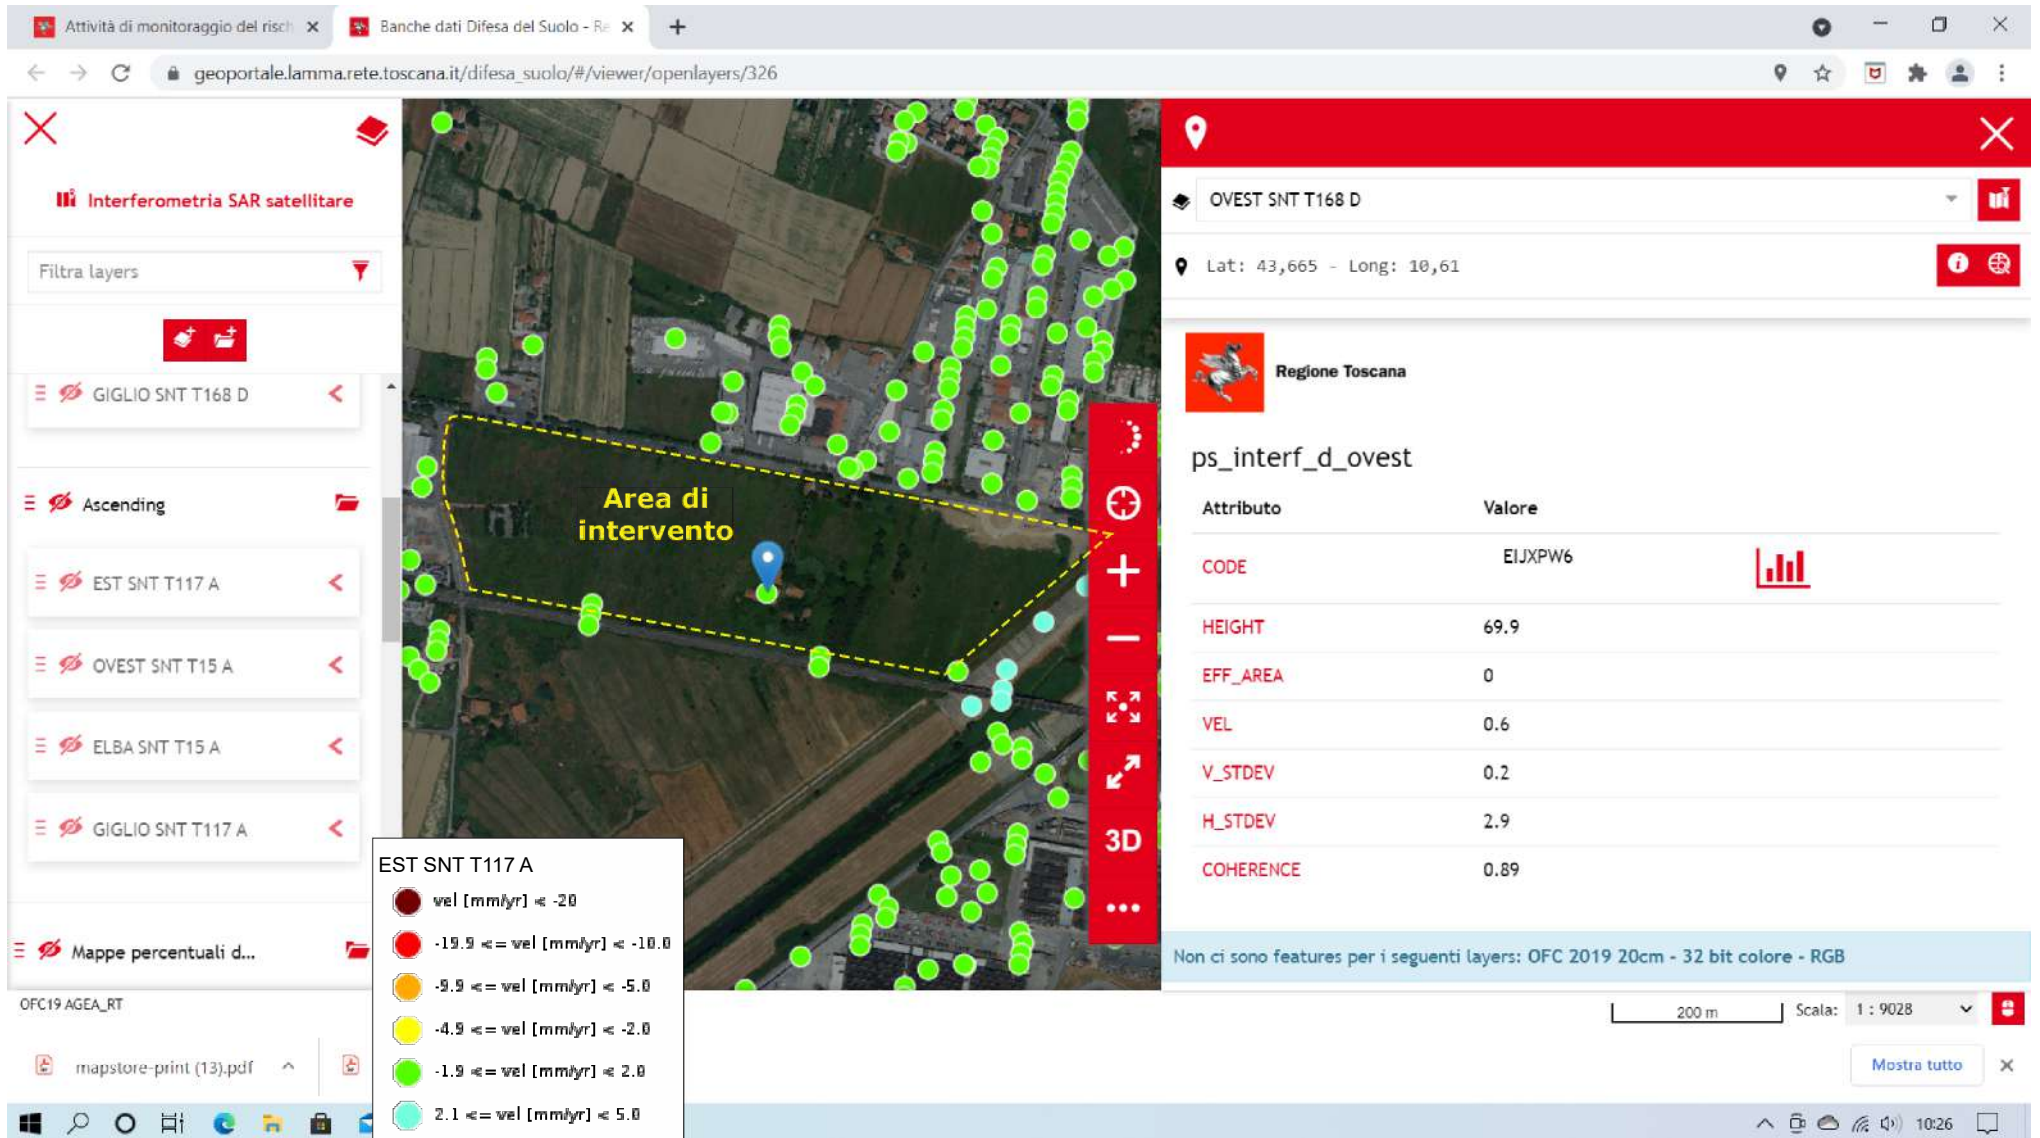 Attività di monitoraggio del risch
Banche dati Difesa del Suolo - Re
geoportale.lamma.rete.toscana.it/difesa_suolo/#/viewer/openlayers/326
Interferometria SAR satellitare
Filtra layers
GIGLIO SNT T168 D
Ascending
EST SNT T117 A
OVEST SNT T15 A
ELBA SNT T15 A
GIGLIO SNT T117 A
Mappe percentuali d...
OFC19 AGEA_RT
mapstore-print (13).pdf
Area di
intervento
3D
EST SNT T117 A
vel [mm/yr] < -20
-19.9 <= vel [mm/yr] < -10.0
-9.9 <= vel [mm/yr] < -5.0
-4.9 <= vel [mm/yr] < -2.0
-1.9 <= vel [mm/yr] < 2.0
2.1 <= vel [mm/yr] < 5.0
OVEST SNT T168 D
Lat: 43,665 - Long: 10,61
Regione Toscana
ps_interf_d_ovest
Attributo Valore
CODE EIJXPW6
HEIGHT 69.9
EFF_AREA 0
VEL 0.6
V_STDEV 0.2
H_STDEV 2.9
COHERENCE 0.89
Non ci sono features per i seguenti layers: OFC 2019 20cm - 32 bit colore - RGB
200 m Scala: 1 : 9028
Mostra tutto
10:26